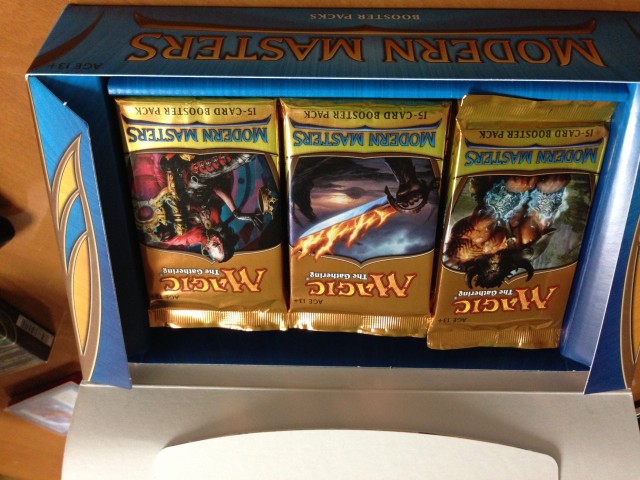 BOOSTER PACKS
MODERN MASTERS
AGE 13+
15-CARD BOOSTER PACK
MODERN MASTERS
MAGIC
The Gathering
AGE 13+
15-CARD BOOSTER PACK
MODERN MASTERS
MAGIC
The Gathering
AGE 13+
15-CARD BOOSTER PACK
MODERN MASTERS
MAGIC
The Gathering
AGE 13+